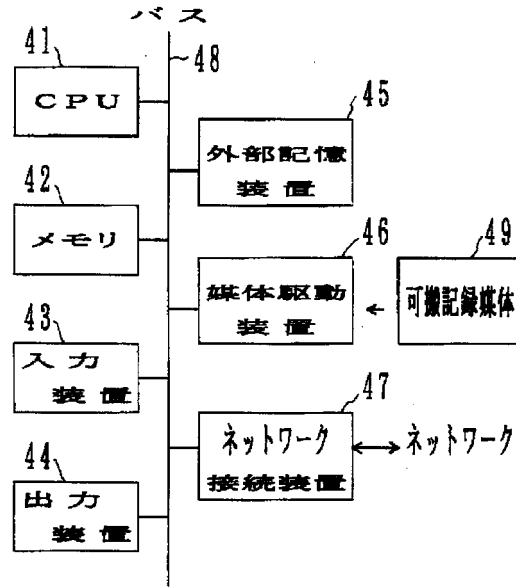 バス
48
41
CPU
45
外部記憶
装置
42
メモリ
46
媒体駆動
装置
49
可搬記録媒体
43
入力
装置
47
ネットワーク
接続装置
ネットワーク
44
出力
装置